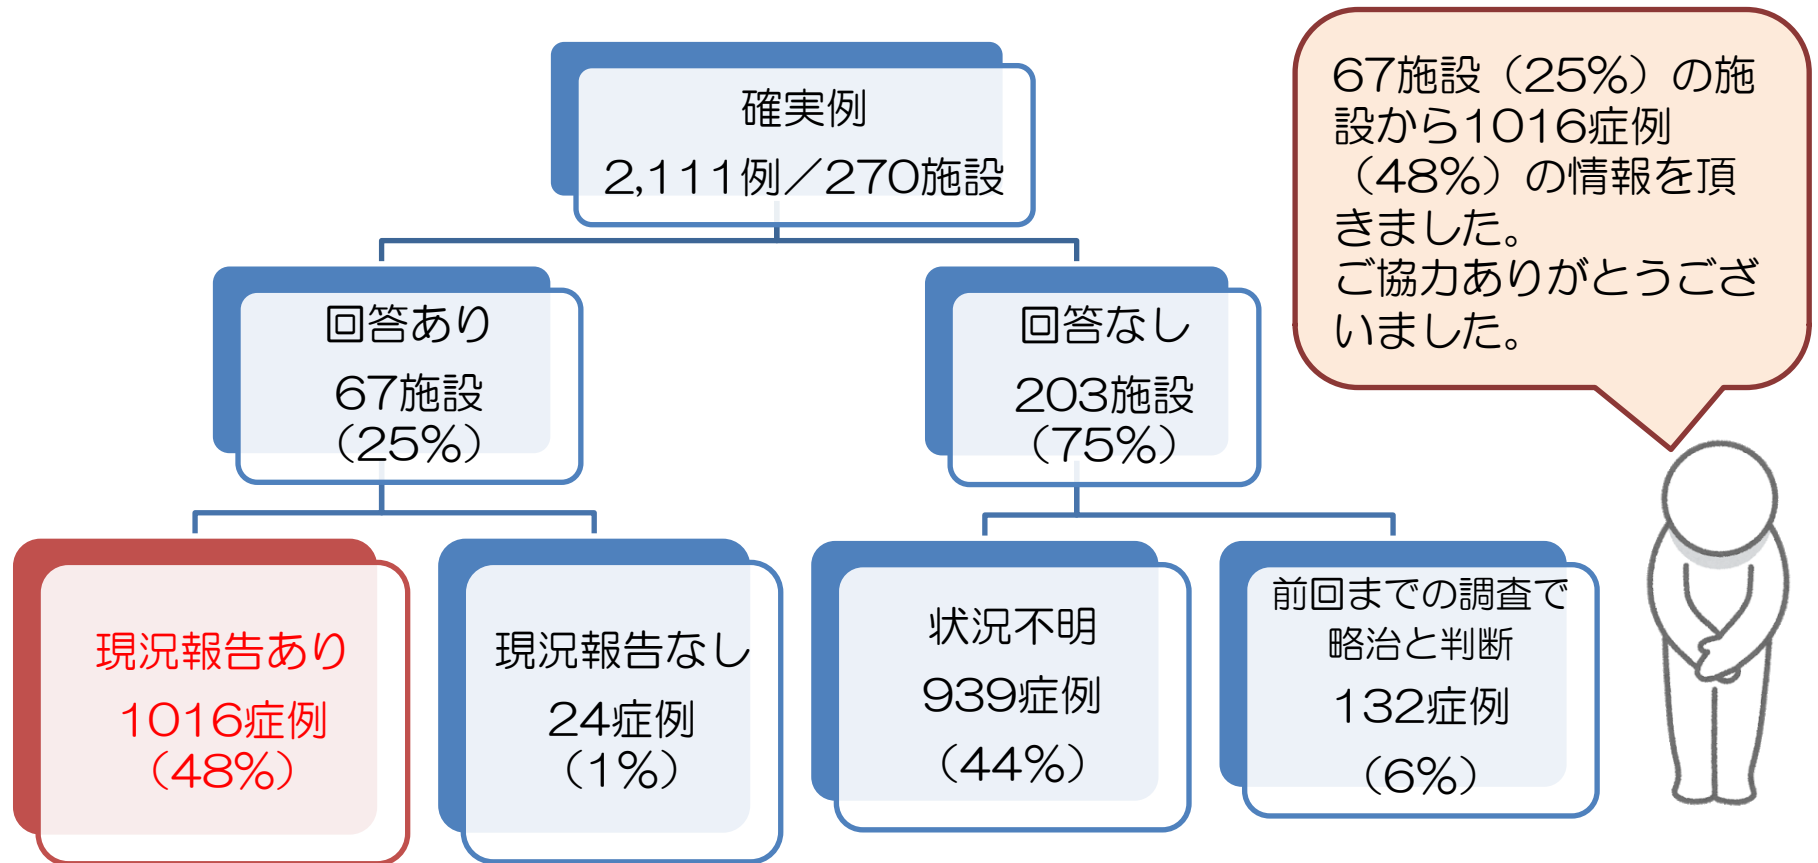 確実例
2,111例／270施設
67施設（25%）の施
設から1016症例
（48%）の情報を頂
きました。
ご協力ありがとうござ
いました。
回答あり
67施設
（25%）
回答なし
203施設
（75%）
現況報告あり
1016症例
（48%）
現況報告なし
24症例
（1%）
状況不明
939症例
（44%）
前回までの調査で
略治と判断
132症例
（6%）